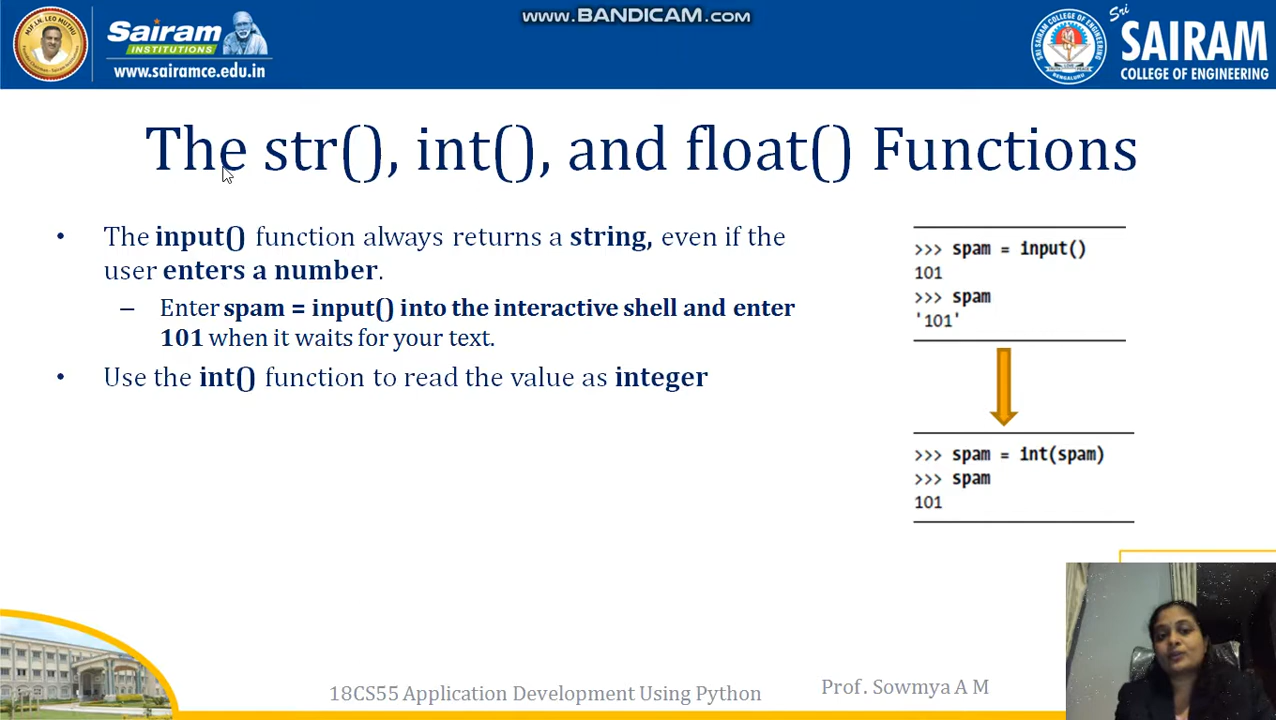 WWW.BANDICAM.COM
Sairam
INSTITUTIONS
www.sairamce.edu.in
Sri
SAIRAM
COLLEGE OF ENGINEERING
The str(), int(), and float() Functions
• The input() function always returns a string, even if the
user enters a number.
– Enter spam = input() into the interactive shell and enter
101 when it waits for your text.
• Use the int() function to read the value as integer
>>> spam = input()
101
>>> spam
'101'
>>> spam = int(spam)
>>> spam
101
18CS55 Application Development Using Python
Prof. Sowmya A M